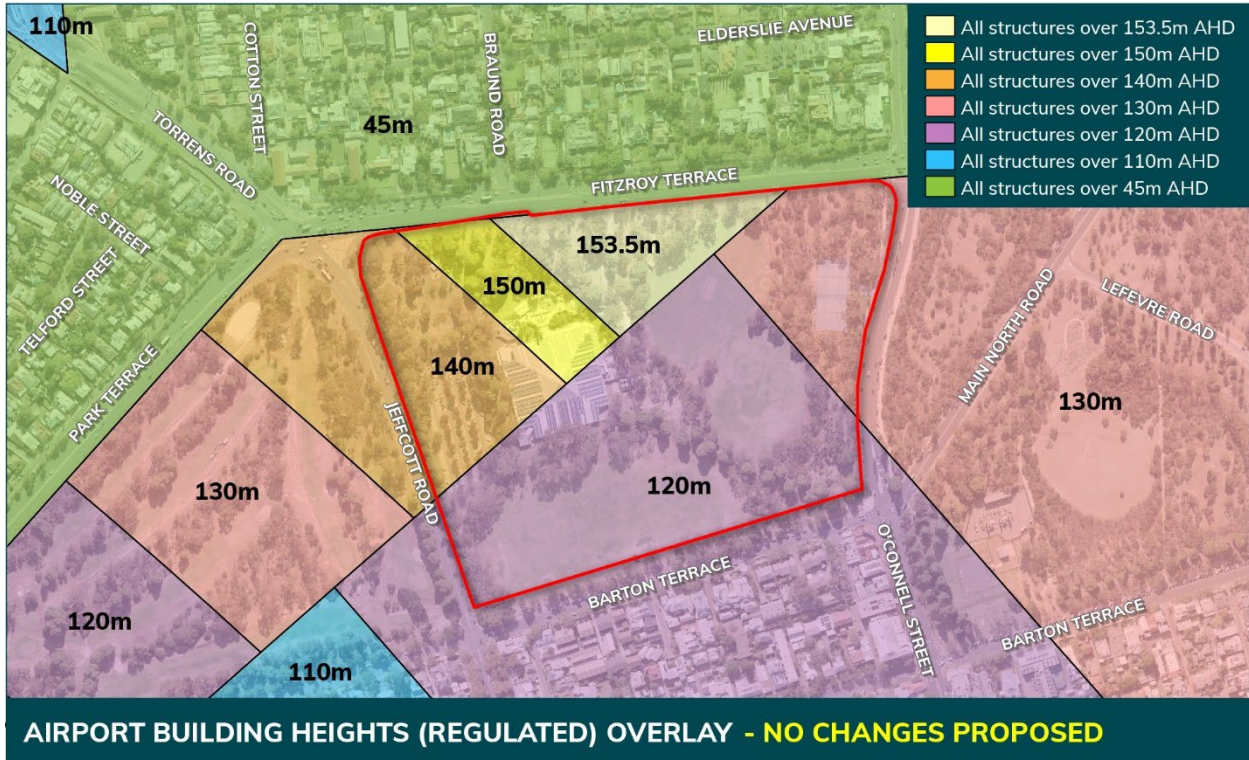 110m
COTTON STREET
BRAUND ROAD
ELDERSLIE AVENUE
All structures over 153.5m AHD
All structures over 150m AHD
All structures over 140m AHD
All structures over 130m AHD
All structures over 120m AHD
All structures over 110m AHD
All structures over 45m AHD
TORRENS ROAD
45m
NOBLE STREET
FITZROY TERRACE
TELFORD STREET
153.5m
150m
MAIN NORTH ROAD
LEFEVRE ROAD
PARK TERRACE
140m
JEFFCOTT ROAD
130m
130m
120m
O'CONNELL STREET
BARTON TERRACE
BARTON TERRACE
120m
110m
AIRPORT BUILDING HEIGHTS (REGULATED) OVERLAY - NO CHANGES PROPOSED